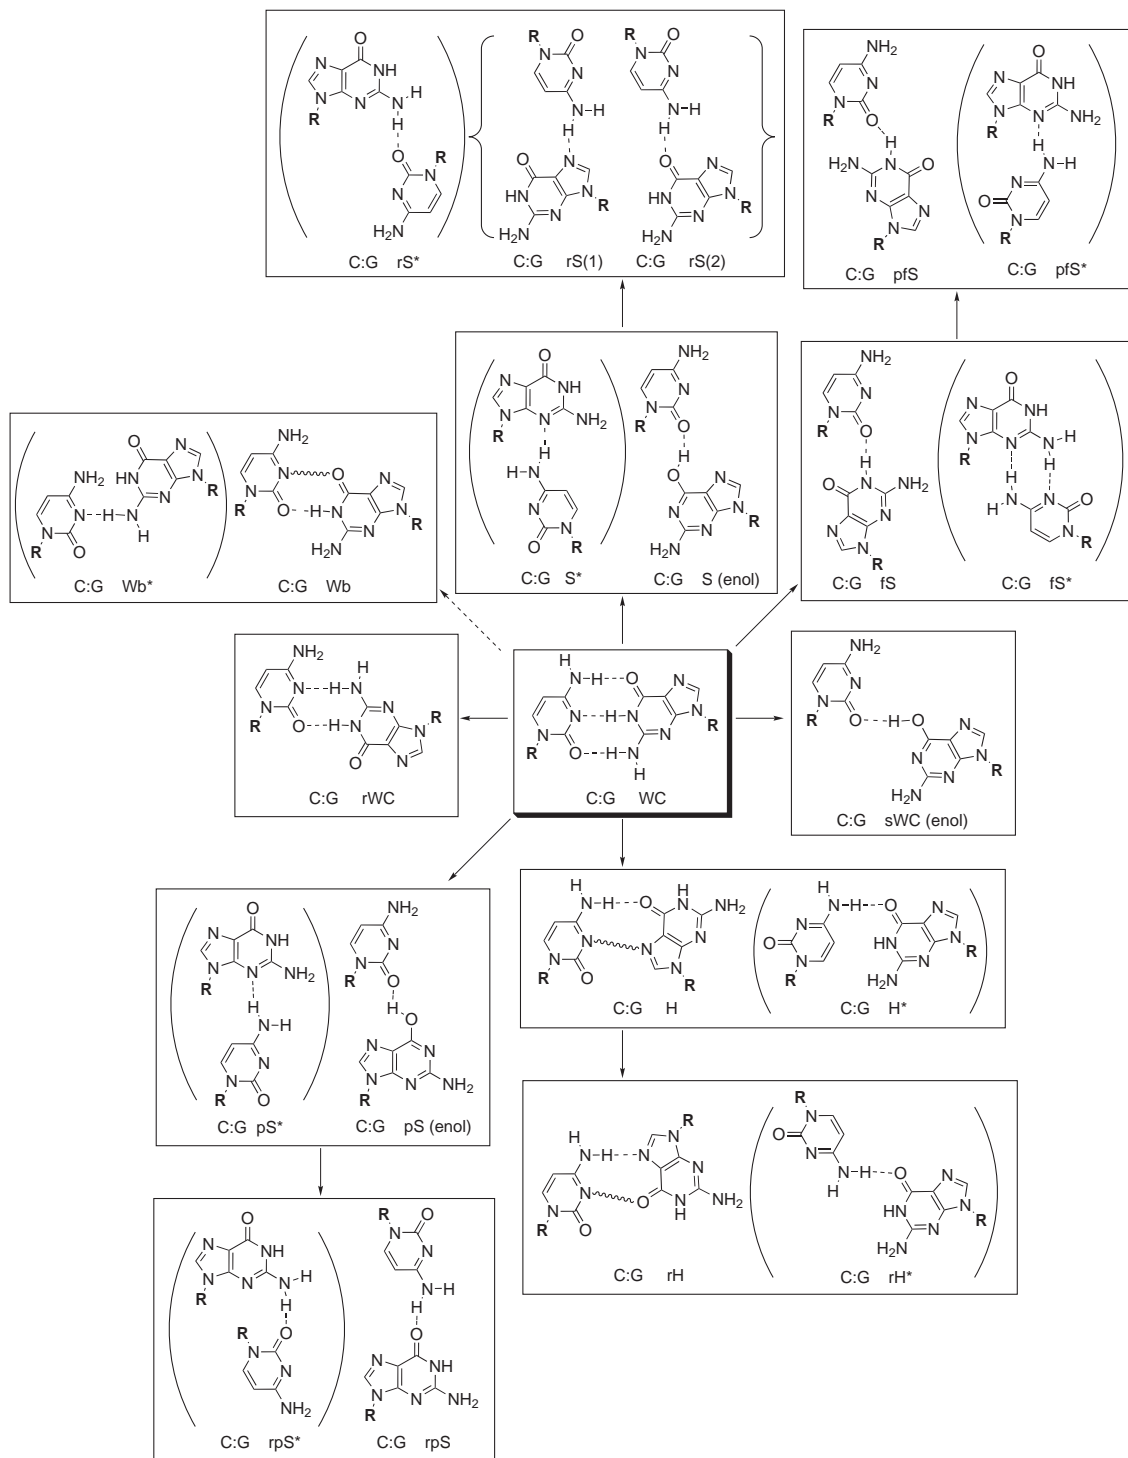 C:G rS*
C:G rS(1)
C:G rS(2)
C:G pfS
C:G pfS*
C:G S*
C:G S (enol)
C:G fS
C:G fS*
C:G Wb*
C:G Wb
C:G rWC
C:G WC
C:G sWC (enol)
C:G pS*
C:G pS (enol)
C:G H
C:G H*
C:G rH
C:G rH*
C:G rpS*
C:G rpS